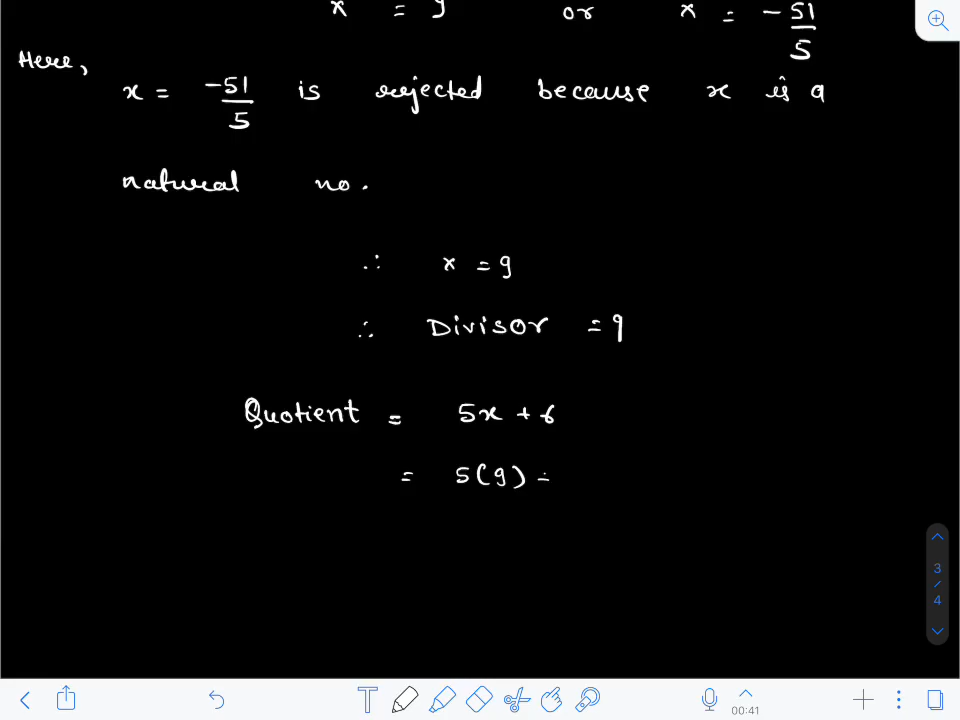 x = 9 or x = -51/5
Here,
x = -51/5 is rejected because x is a
natural no.
∴ x = 9
∴ Divisor = 9
Quotient = 5x + 6
= 5(9) -
3/4
T
00:41